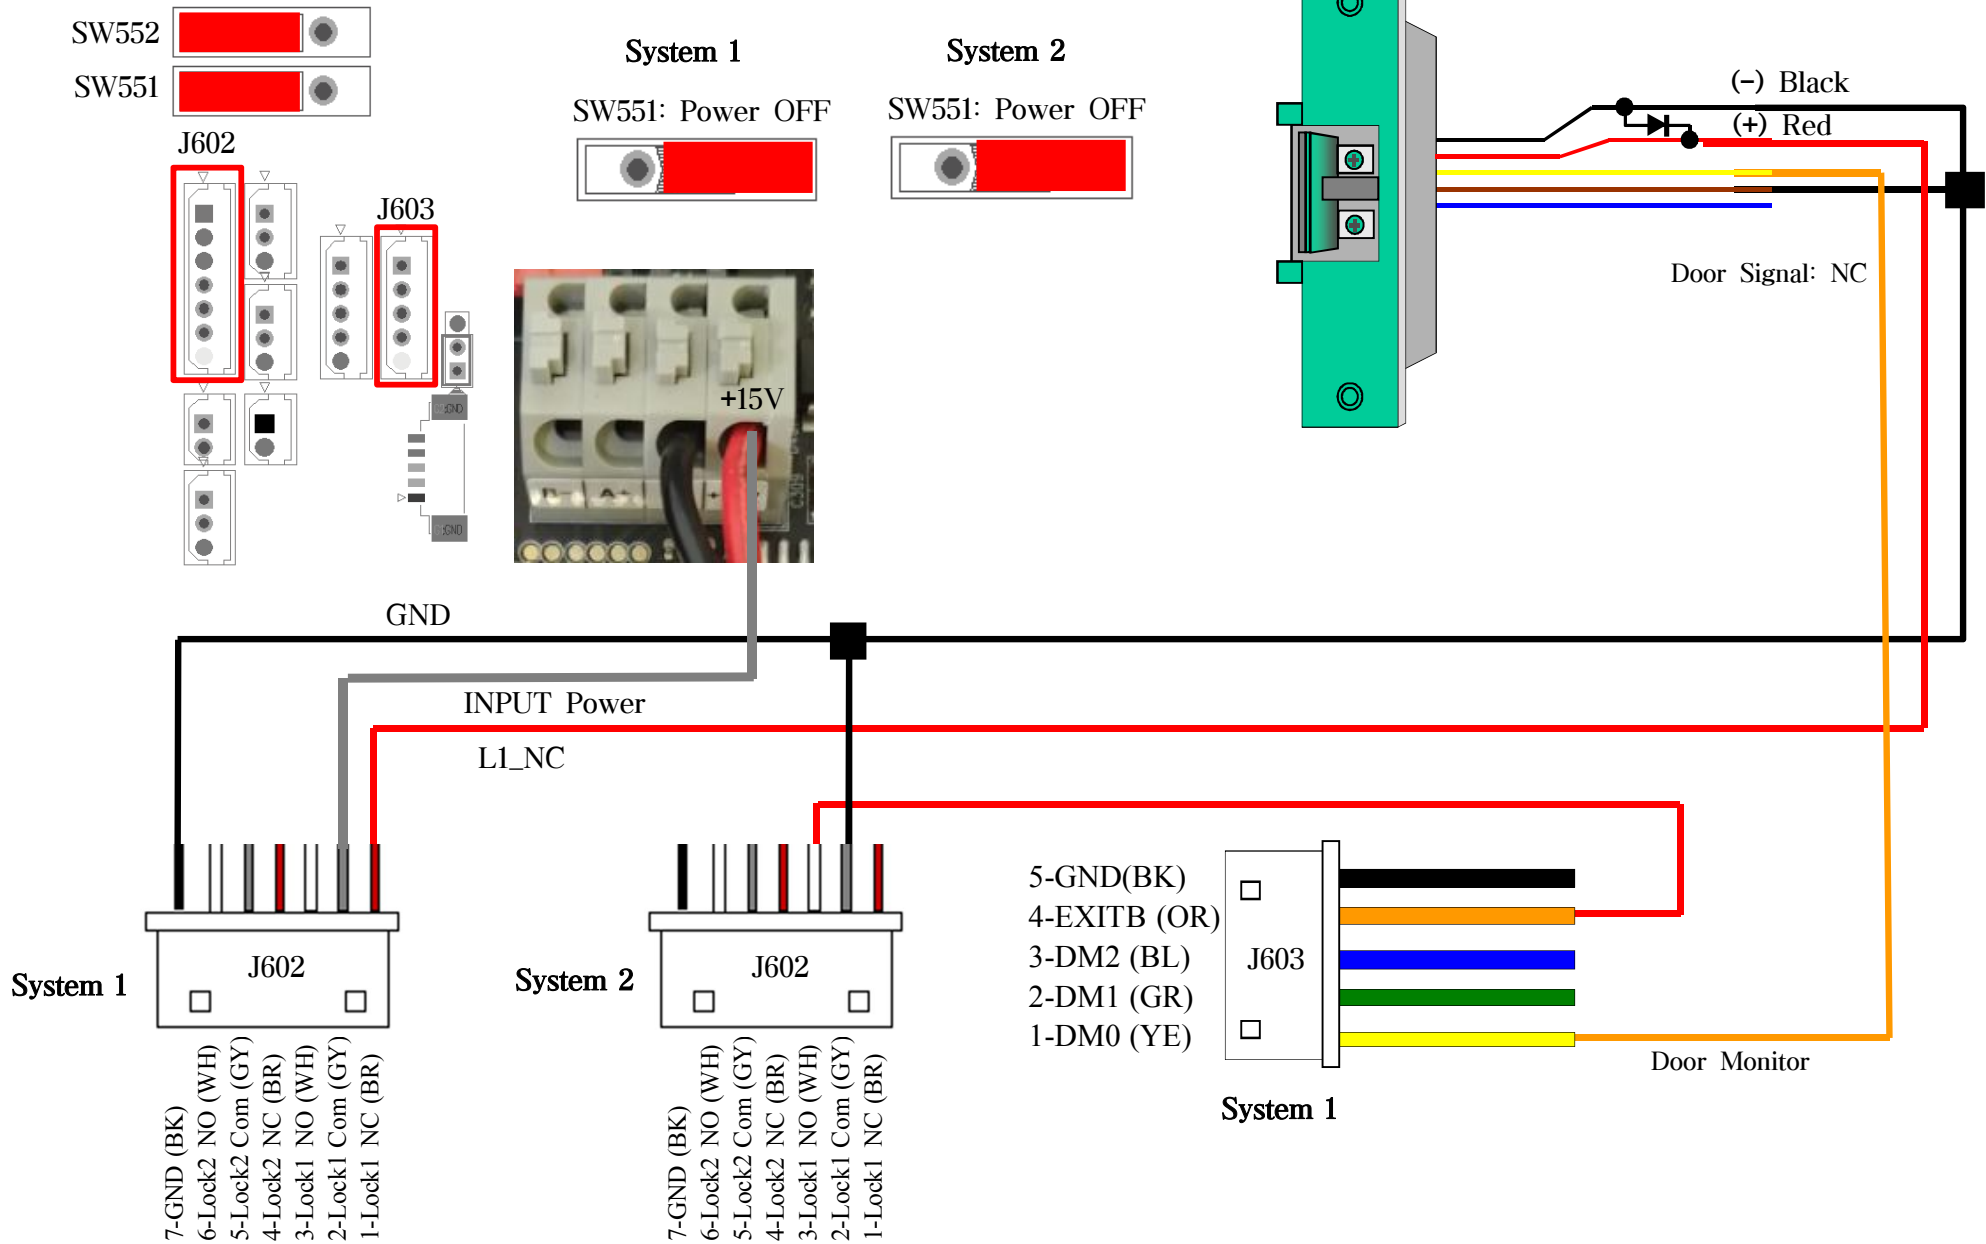 SW552
SW551
J602
J603
System 1
SW551: Power OFF
System 2
SW551: Power OFF
(-) Black
(+) Red
Door Signal: NC
+15V
A+
GND
GND
GND
INPUT Power
L1_NC
System 1
J602
7-GND (BK)
6-Lock2 NO (WH)
5-Lock2 Com (GY)
4-Lock2 NC (BR)
3-Lock1 NO (WH)
2-Lock1 Com (GY)
1-Lock1 NC (BR)
System 2
J602
7-GND (BK)
6-Lock2 NO (WH)
5-Lock2 Com (GY)
4-Lock2 NC (BR)
3-Lock1 NO (WH)
2-Lock1 Com (GY)
1-Lock1 NC (BR)
5-GND(BK)
4-EXITB (OR)
3-DM2 (BL)
2-DM1 (GR)
1-DM0 (YE)
J603
Door Monitor
System 1